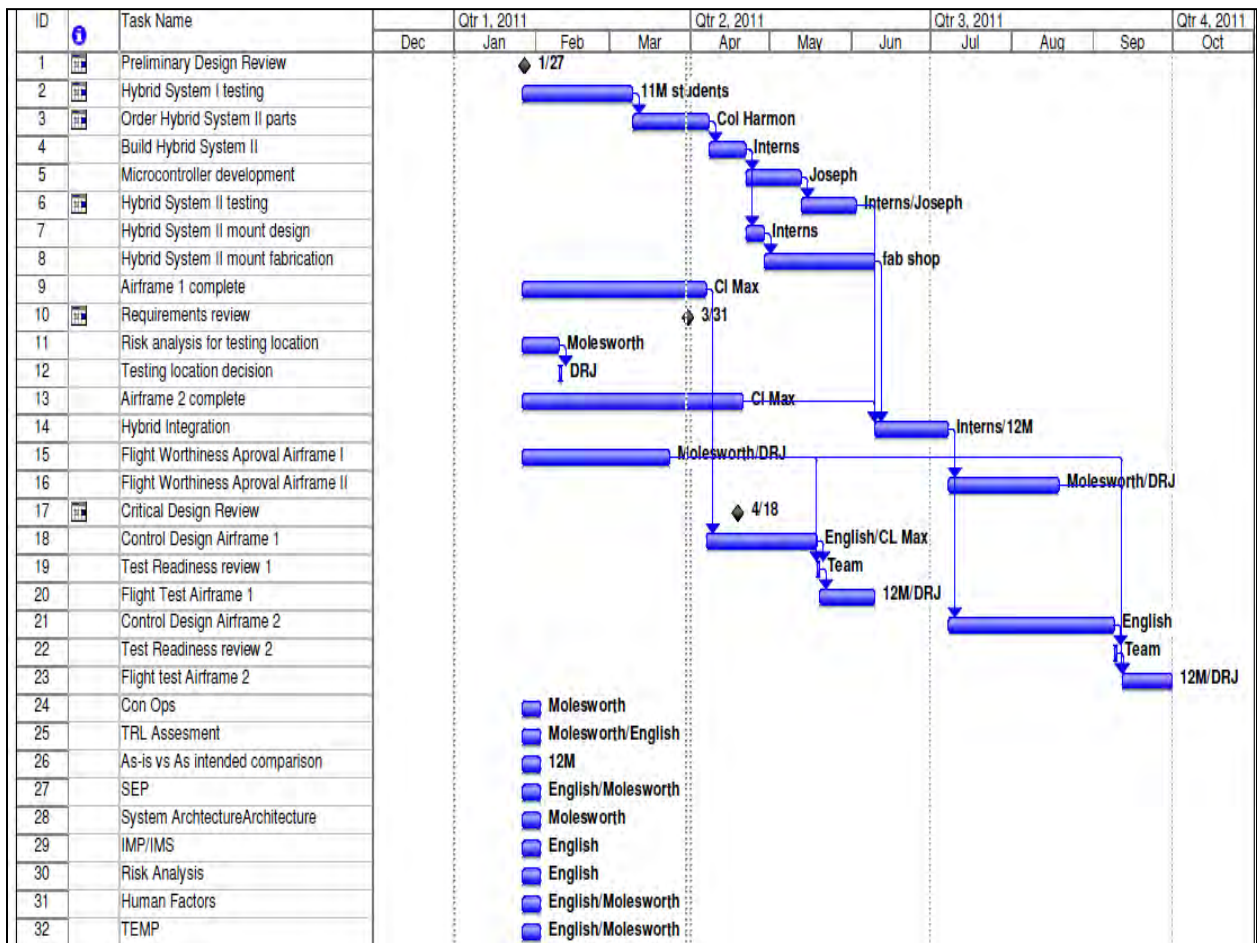 ID Task Name Qtr 1, 2011 Qtr 2, 2011 Qtr 3, 2011 Qtr 4, 2011
Dec Jan Feb Mar Apr May Jun Jul Aug Sep Oct
1 Preliminary Design Review 1/27
2 Hybrid System I testing 11M students
3 Order Hybrid System II parts Col Harmon
4 Build Hybrid System II Interns
5 Microcontroller development Joseph
6 Hybrid System II testing Interns/Joseph
7 Hybrid System II mount design Interns
8 Hybrid System II mount fabrication fab shop
9 Airframe 1 complete Cl Max
10 Requirements review 3/31
11 Risk analysis for testing location Molesworth
12 Testing location decision DRJ
13 Airframe 2 complete Cl Max
14 Hybrid Integration Interns/12M
15 Flight Worthiness Aproval Airframe I Molesworth/DRJ
16 Flight Worthiness Aproval Airframe II Molesworth/DRJ
17 Critical Design Review 4/18
18 Control Design Airframe 1 English/CL Max
19 Test Readiness review 1 Team
20 Flight Test Airframe 1 12M/DRJ
21 Control Design Airframe 2 English
22 Test Readiness review 2 Team
23 Flight test Airframe 2 12M/DRJ
24 Con Ops Molesworth
25 TRL Assesment Molesworth/English
26 As-is vs As intended comparison 12M
27 SEP English/Molesworth
28 System ArchtectureArchitecture Molesworth
29 IMP/IMS English
30 Risk Analysis English
31 Human Factors English/Molesworth
32 TEMP English/Molesworth